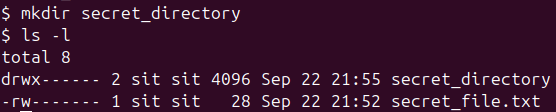 $ mkdir secret_directory
$ ls -l
total 8
drwx------ 2 sit sit 4096 Sep 22 21:55 secret_directory
-rw------- 1 sit sit   28 Sep 22 21:52 secret_file.txt